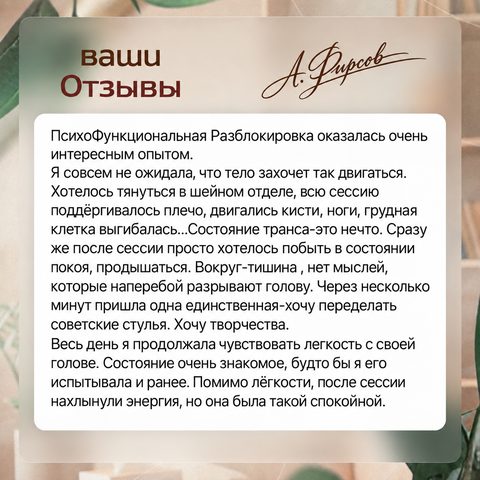 ваши
Отзывы
А. Фирсов
ПсихоФункциональная Разблокировка оказалась очень
интересным опытом.
Я совсем не ожидала, что тело захочет так двигаться.
Хотелось тянуться в шейном отделе, всю сессию
поддёргивалось плечо, двигались кисти, ноги, грудная
клетка выгибалась...Состояние транса-это нечто. Сразу
же после сессии просто хотелось побыть в состоянии
покоя, продышаться. Вокруг-тишина , нет мыслей,
которые наперебой разрывают голову. Через несколько
минут пришла одна единственная-хочу переделать
советские стулья. Хочу творчества.
Весь день я продолжала чувствовать легкость с своей
голове. Состояние очень знакомое, будто бы я его
испытывала и ранее. Помимо лёгкости, после сессии
нахлынули энергия, но она была такой спокойной.